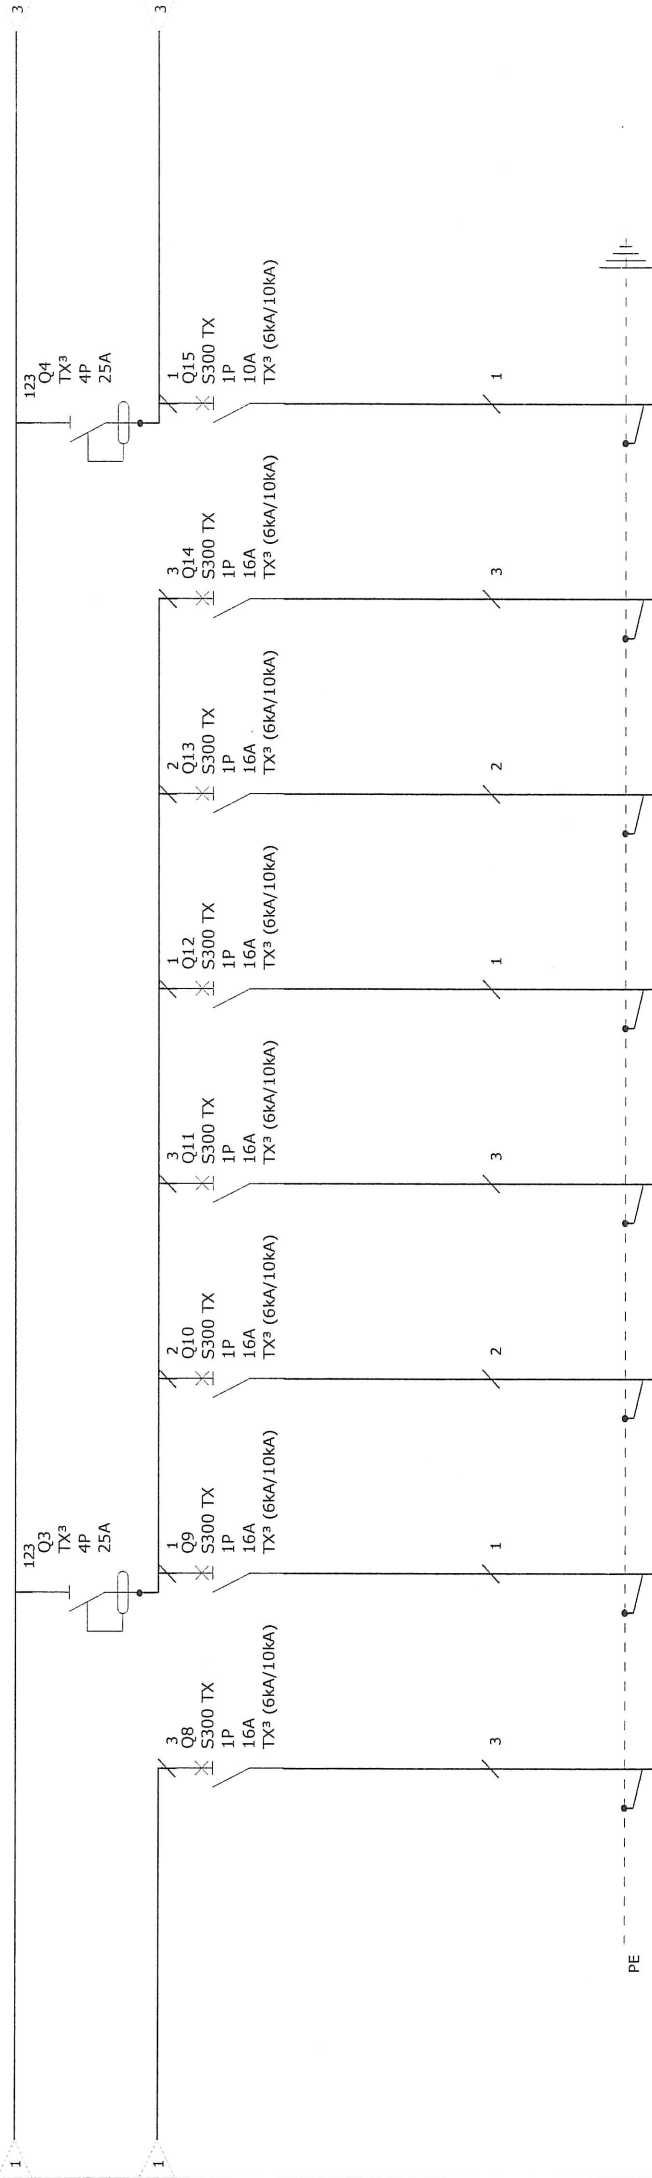 1
1
3
Q8
S300 TX
1P
16A
TX³ (6kA/10kA)
3
123
Q3
TX³
4P
25A
1
Q9
S300 TX
1P
16A
TX³ (6kA/10kA)
1
2
Q10
S300 TX
1P
16A
TX³ (6kA/10kA)
2
3
Q11
S300 TX
1P
16A
TX³ (6kA/10kA)
3
1
Q12
S300 TX
1P
16A
TX³ (6kA/10kA)
1
2
Q13
S300 TX
1P
16A
TX³ (6kA/10kA)
2
3
Q14
S300 TX
1P
16A
TX³ (6kA/10kA)
3
123
Q4
TX³
4P
25A
1
Q15
S300 TX
1P
10A
TX³ (6kA/10kA)
1
3
3
PE